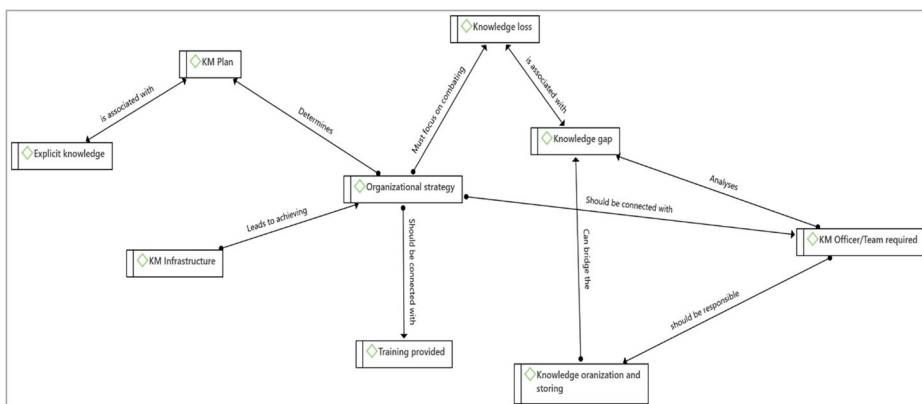 Knowledge loss
KM Plan
is associated with
Must focus on combating
is associated with
Determines
Explicit knowledge
Knowledge gap
Organizational strategy
Analyses
Should be connected with
Leads to achieving
Should be connected with
Can bridge the
KM Officer/Team required
KM Infrastructure
should be responsible
Training provided
Knowledge oranization and
storing